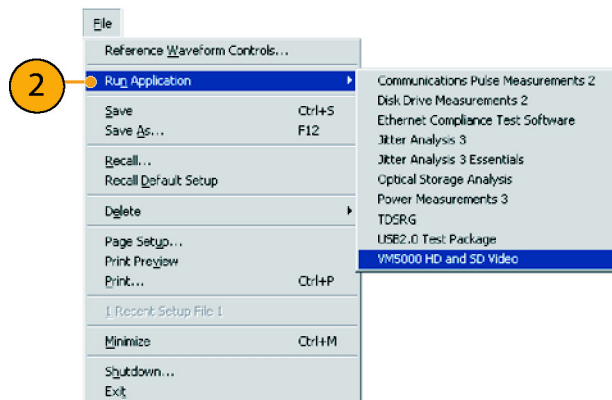 File
Reference Waveform Controls...
2
Run Application
Save Ctrl+S
Save As... F12
Recall...
Recall Default Setup
Delete
Page Setup...
Print Preview
Print... Ctrl+P
1 Recent Setup File 1
Minimize Ctrl+M
Shutdown...
Exit
Communications Pulse Measurements 2
Disk Drive Measurements 2
Ethernet Compliance Test Software
Jitter Analysis 3
Jitter Analysis 3 Essentials
Optical Storage Analysis
Power Measurements 3
TDSRG
USB2.0 Test Package
VM5000 HD and SD Video